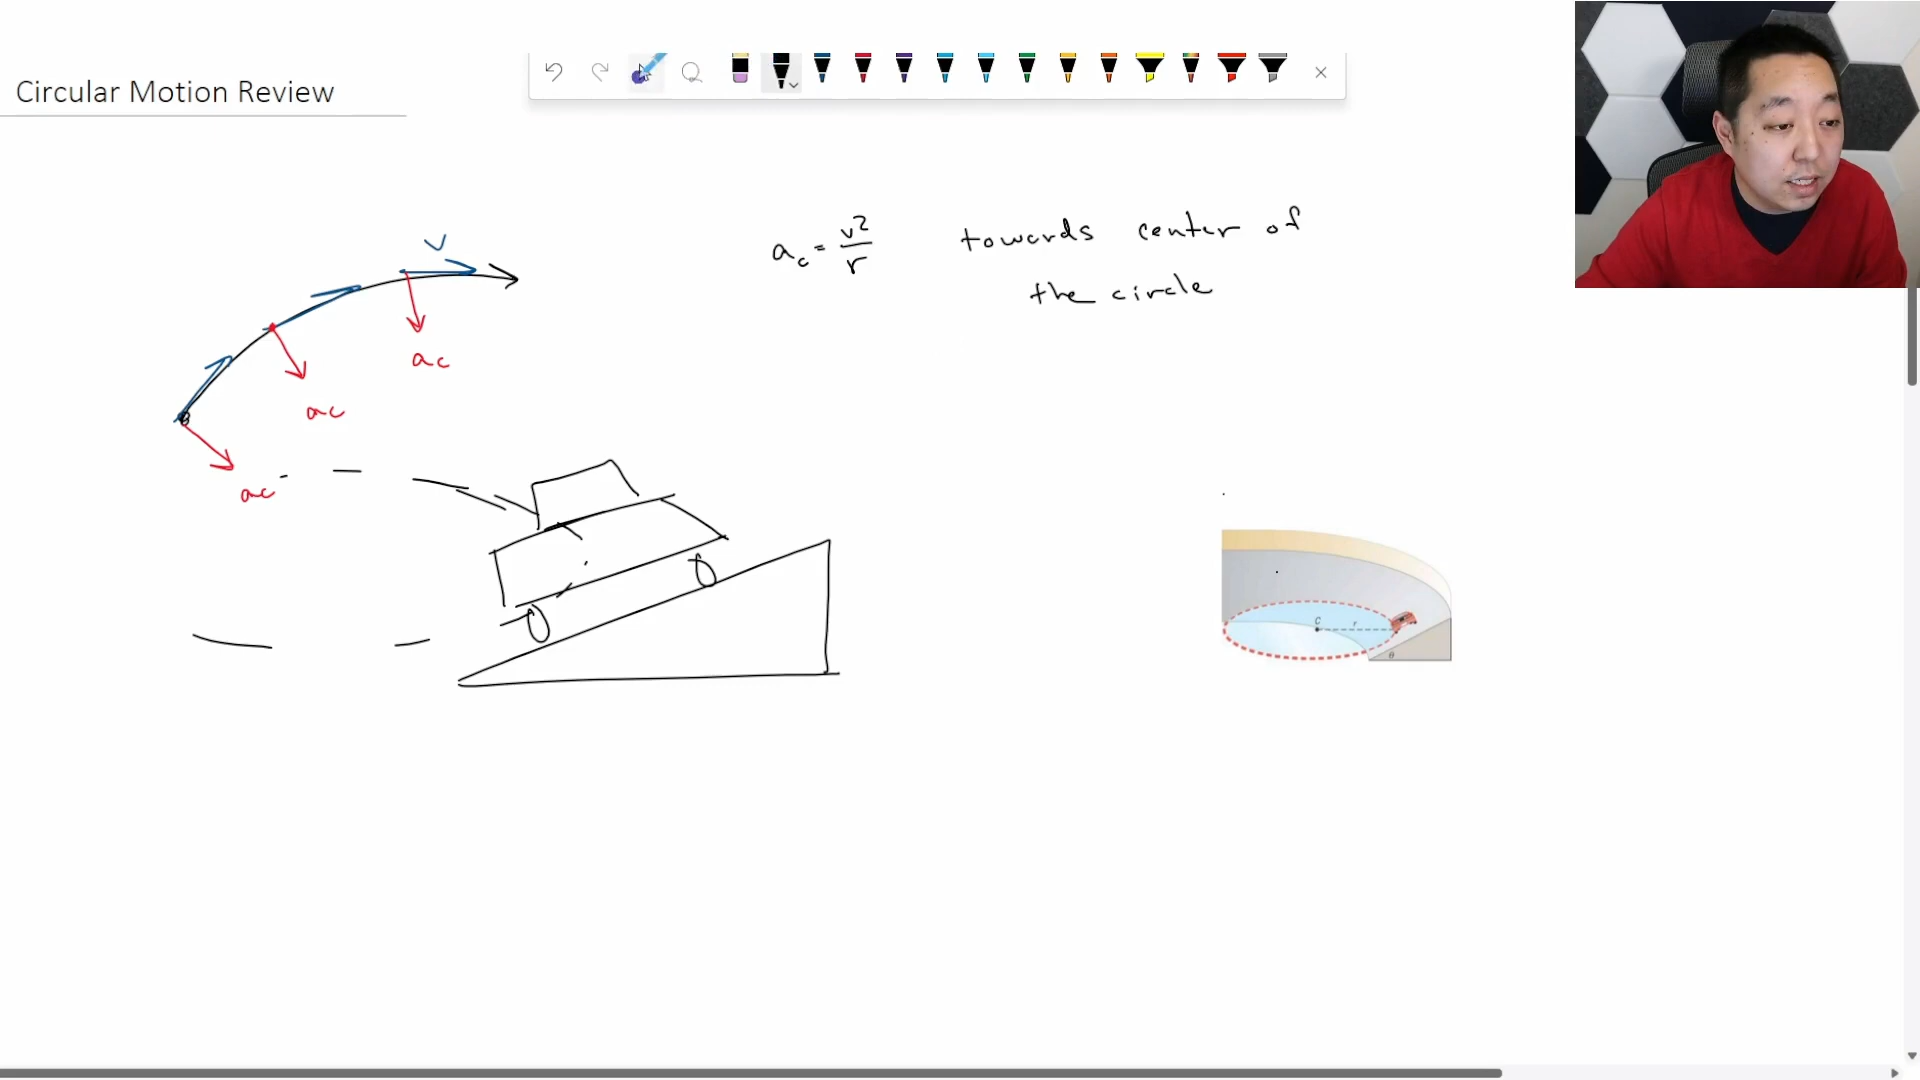 Circular Motion Review
a_c = v²/r towards center of
the circle
v
ac
ac
ac
C r
θ